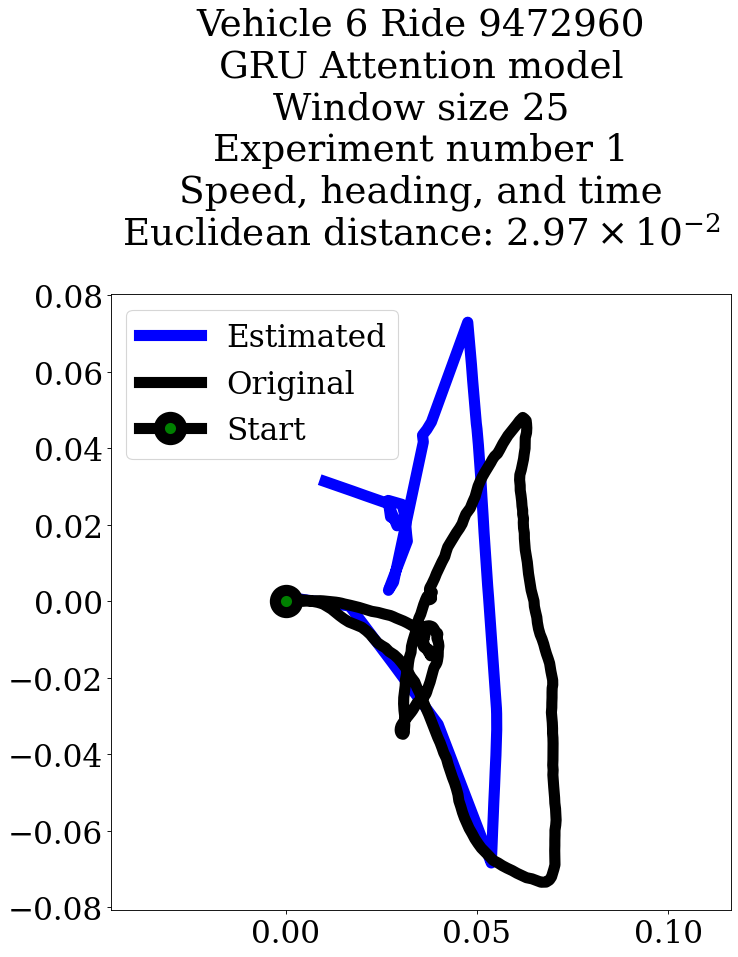 Vehicle 6 Ride 9472960
GRU Attention model
Window size 25
Experiment number 1
Speed, heading, and time
Euclidean distance: 2.97 × 10⁻²
0.08
0.06
0.04
0.02
0.00
−0.02
−0.04
−0.06
−0.08
Estimated
Original
Start
0.00 0.05 0.10